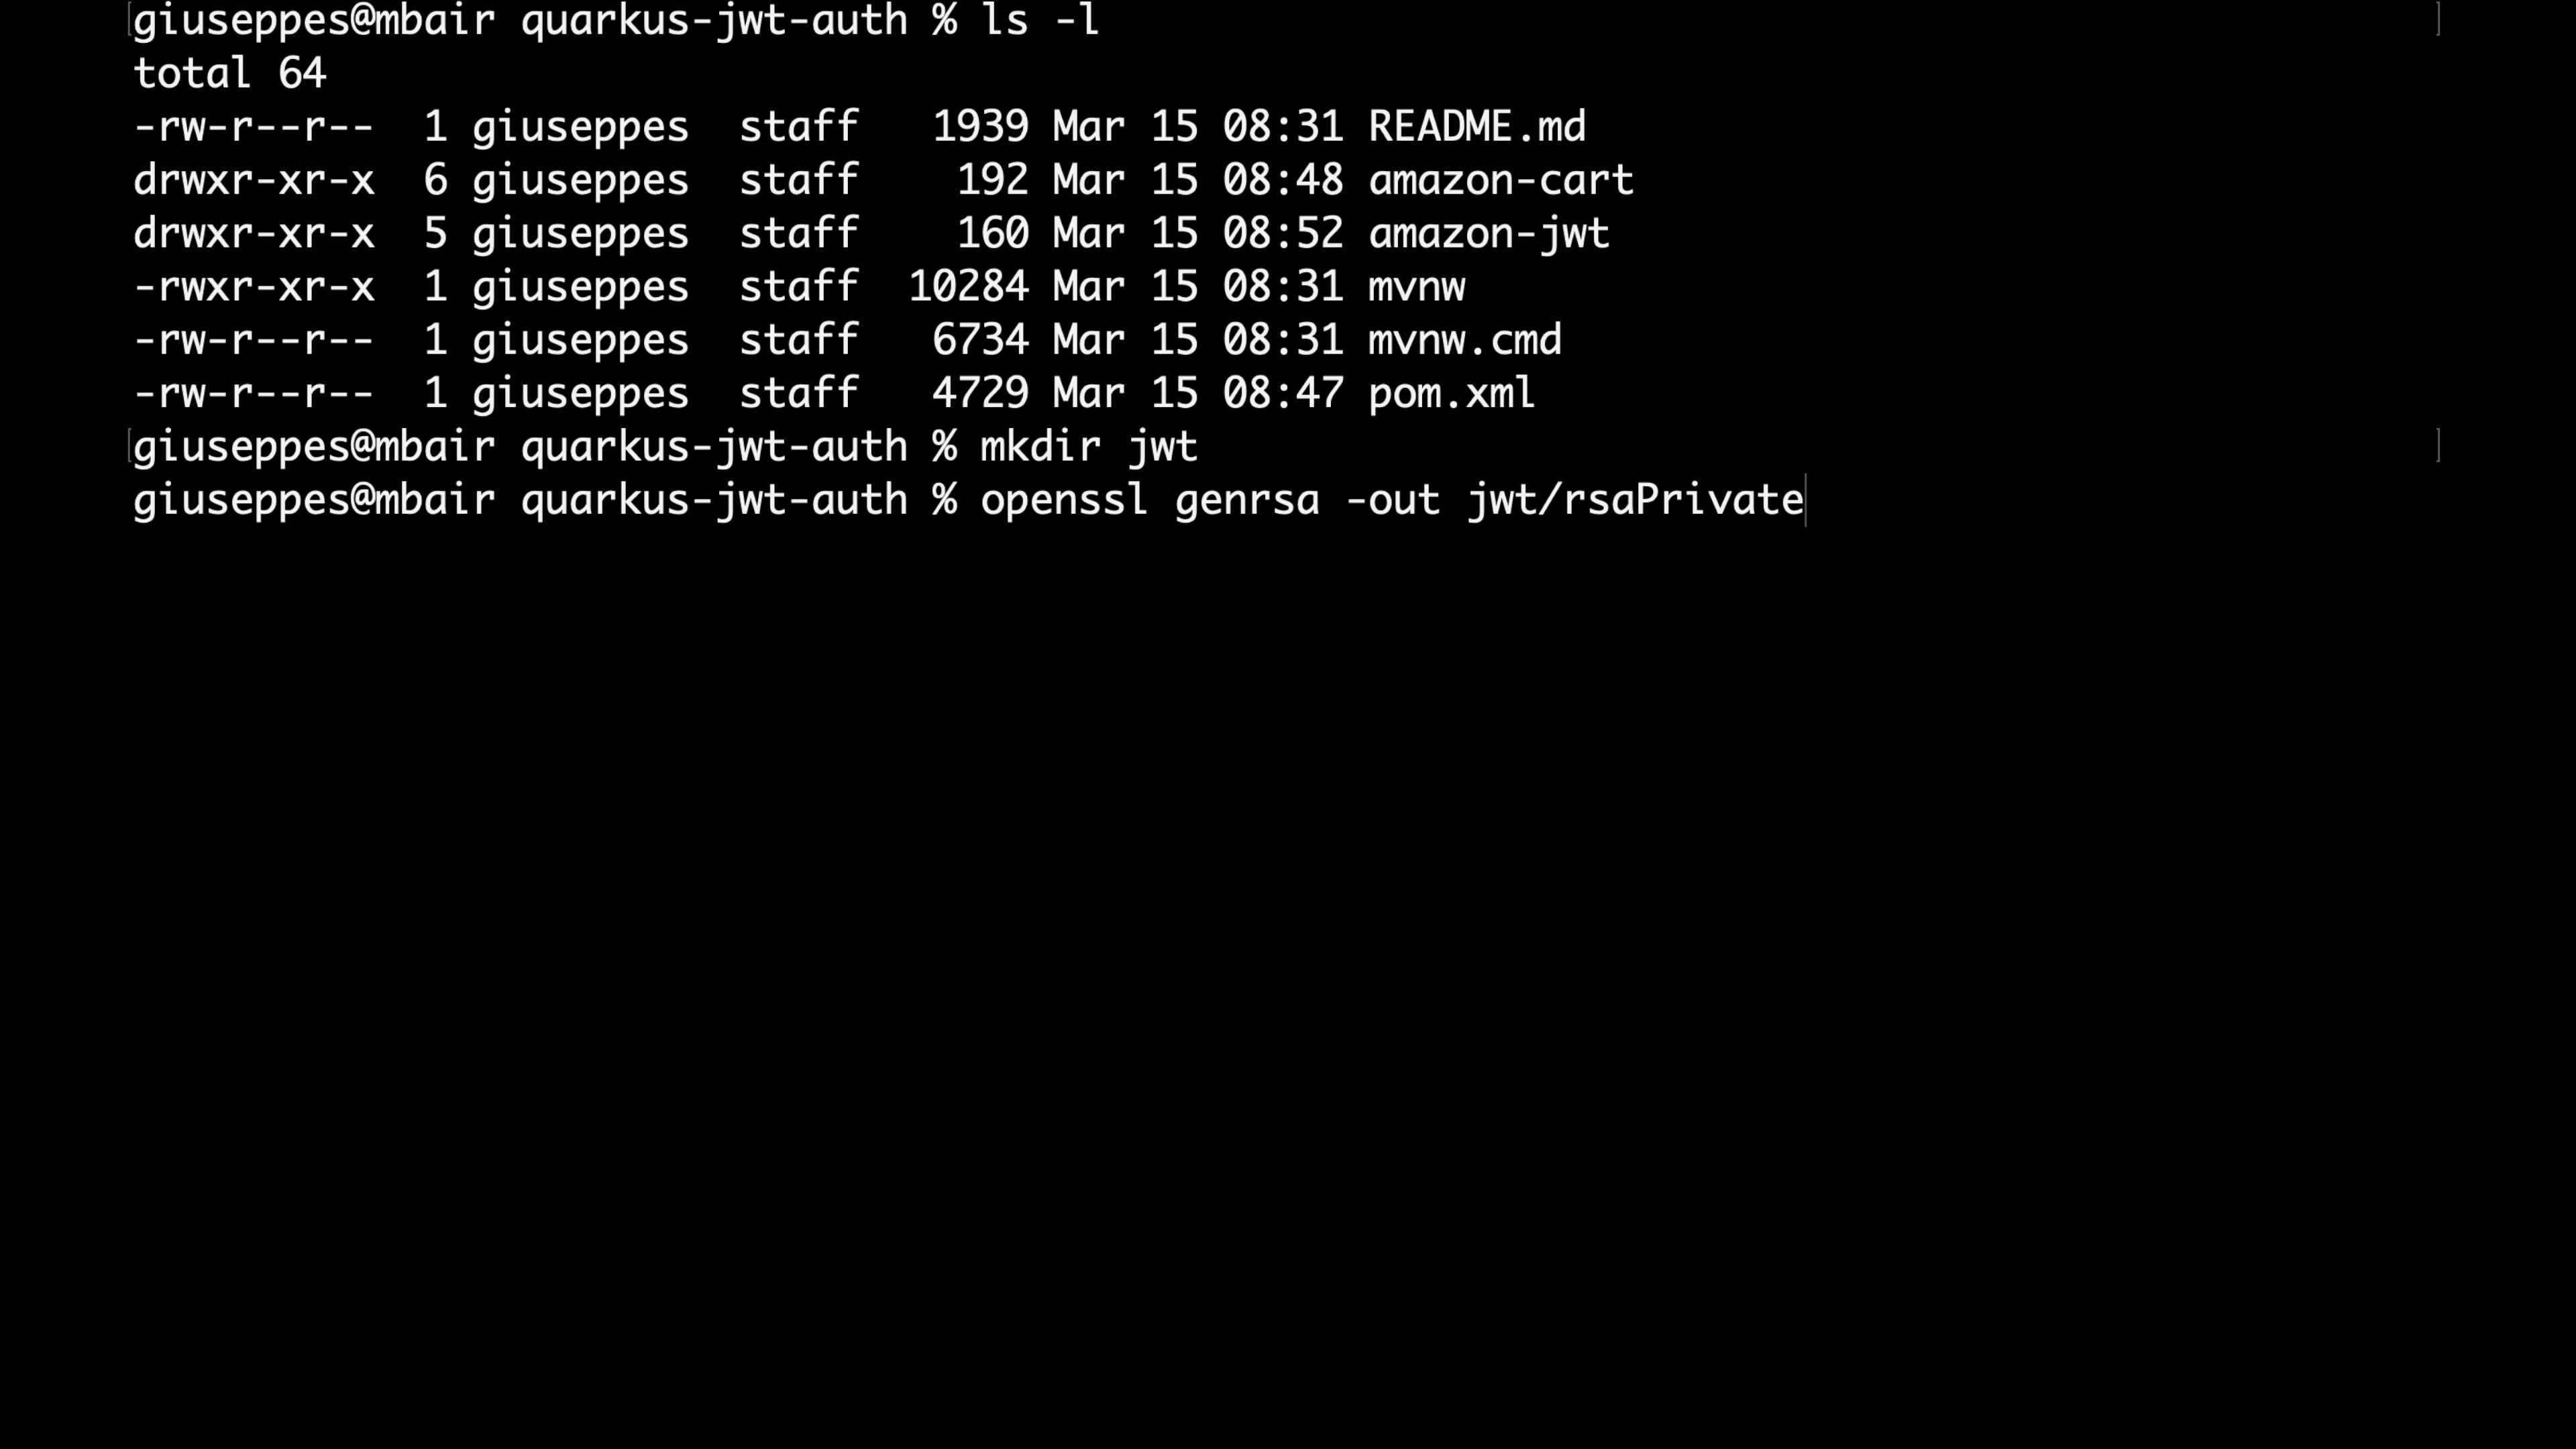 [giuseppes@mbair quarkus-jwt-auth % ls -l ]
total 64
-rw-r--r--  1 giuseppes  staff   1939 Mar 15 08:31 README.md
drwxr-xr-x  6 giuseppes  staff    192 Mar 15 08:48 amazon-cart
drwxr-xr-x  5 giuseppes  staff    160 Mar 15 08:52 amazon-jwt
-rwxr-xr-x  1 giuseppes  staff  10284 Mar 15 08:31 mvnw
-rw-r--r--  1 giuseppes  staff   6734 Mar 15 08:31 mvnw.cmd
-rw-r--r--  1 giuseppes  staff   4729 Mar 15 08:47 pom.xml
[giuseppes@mbair quarkus-jwt-auth % mkdir jwt ]
giuseppes@mbair quarkus-jwt-auth % openssl genrsa -out jwt/rsaPrivate